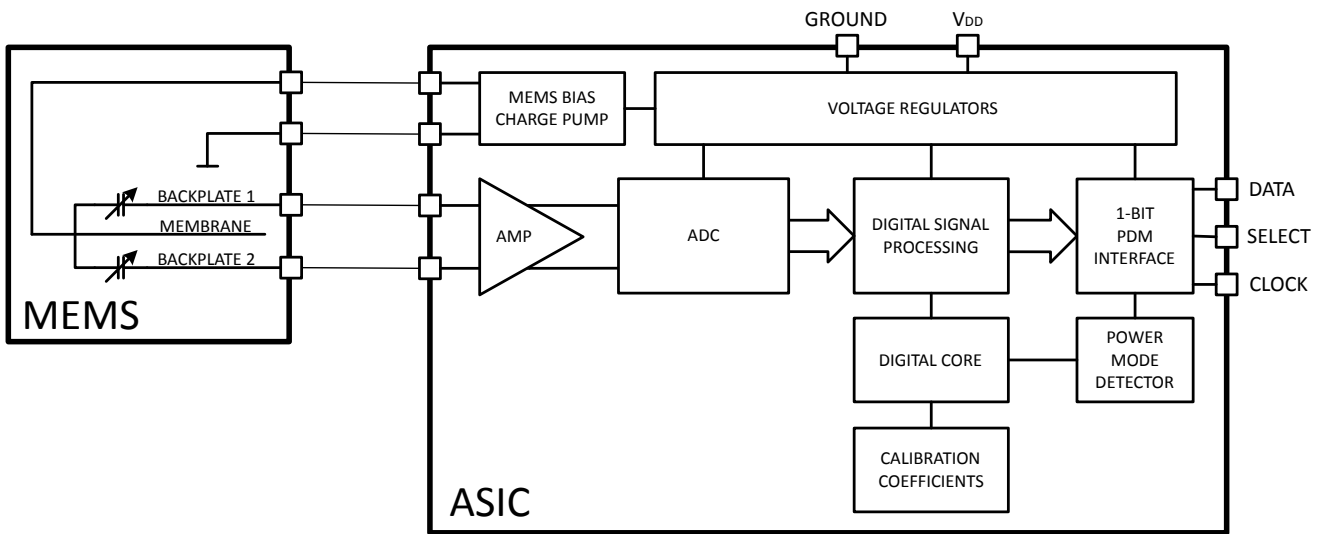 GROUND
VDD
MEMS BIAS
CHARGE PUMP
VOLTAGE REGULATORS
BACKPLATE 1
MEMBRANE
BACKPLATE 2
MEMS
AMP
ADC
DIGITAL SIGNAL
PROCESSING
1-BIT
PDM
INTERFACE
DATA
SELECT
CLOCK
DIGITAL CORE
POWER
MODE
DETECTOR
CALIBRATION
COEFFICIENTS
ASIC